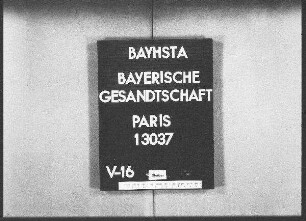 BAYHSTA
BAYERISCHE
GESANDTSCHAFT
PARIS
13037
V-16